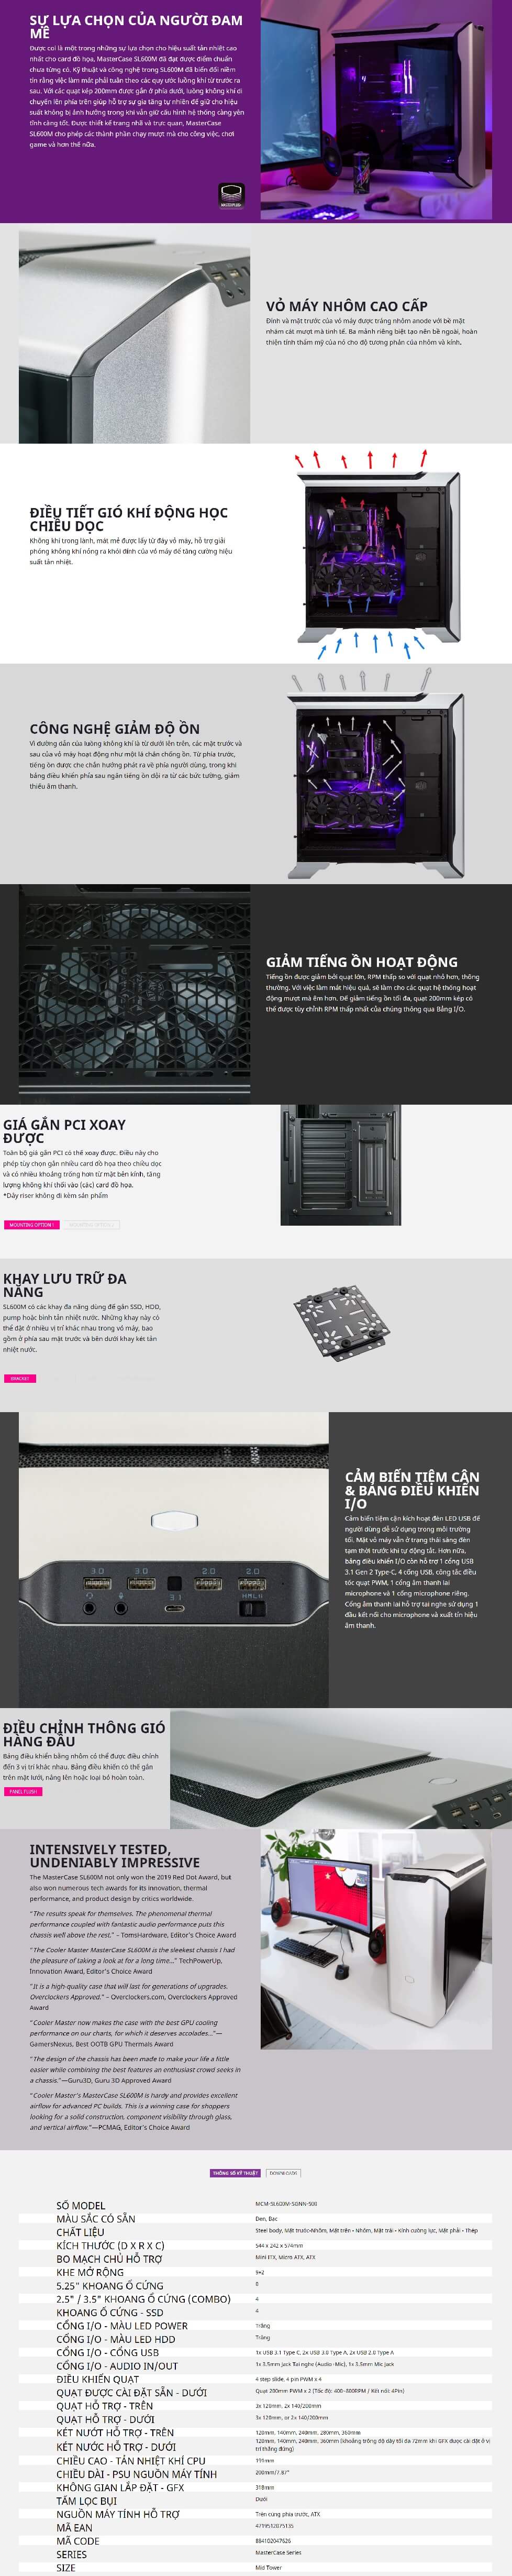 SỰ LỰA CHỌN CỦA NGƯỜI ĐAM
MÊ
Được coi là một trong những sự lựa chọn cho hiệu suất tản nhiệt cao
nhất cho card đồ họa, MasterCase SL600M đã đạt được điểm chuẩn
chưa từng có. Kỹ thuật và công nghệ trong SL600M đã biến đổi niềm
tin rằng việc làm mát phải tuân theo các quy ước luồng khí từ trước ra
sau. Với các quạt kép 200mm được gắn ở phía dưới, luồng không khí di
chuyển lên phía trên giúp hỗ trợ sự gia tăng tự nhiên để giữ cho hiệu
suất không bị ảnh hưởng trong khi vẫn giữ cấu hình hệ thống càng yên
tĩnh càng tốt. Được thiết kế trang nhã và trực quan, MasterCase
SL600M cho phép các thành phần chạy mượt mà cho công việc, chơi
game và hơn thế nữa.
VỎ MÁY NHÔM CAO CẤP
Đỉnh và mặt trước của vỏ máy được tráng nhôm anode với bề mặt
nhám cát mượt mà tinh tế. Ba mảnh riêng biệt tạo nên bề ngoài, hoàn
thiện tính thẩm mỹ của nó cho độ tương phản của nhôm và kính.
ĐIỀU TIẾT GIÓ KHÍ ĐỘNG HỌC
CHIỀU DỌC
Không khí trong lành, mát mẻ được lấy từ đáy vỏ máy, hỗ trợ giải
phóng không khí nóng ra khỏi đỉnh của vỏ máy để tăng cường hiệu
suất tản nhiệt.
CÔNG NGHỆ GIẢM ĐỘ ỒN
Vì đường dẫn của luồng không khí là từ dưới lên trên, các mặt trước và
sau của vỏ máy hoạt động như một lá chắn chống ồn. Từ phía trước,
tiếng ồn được che chắn hướng phát ra về phía người dùng, trong khi
bảng điều khiển phía sau ngăn tiếng ồn dội ra từ các bức tường, giảm
thiểu âm thanh.
GIẢM TIẾNG ỒN HOẠT ĐỘNG
Tiếng ồn được giảm bởi quạt lớn, RPM thấp so với quạt nhỏ hơn, thông
thường. Với việc làm mát hiệu quả, sẽ làm cho các quạt hệ thống hoạt
động mượt mà êm hơn. Để giảm tiếng ồn tối đa, quạt 200mm kép có
thể được tùy chỉnh RPM thấp nhất của chúng thông qua Bảng I/O.
GIÁ GẮN PCI XOAY
ĐƯỢC
Toàn bộ giá gắn PCI có thể xoay được. Điều này cho
phép tùy chọn gắn nhiều card đồ họa theo chiều dọc
và có nhiều khoảng trống hơn từ mặt bên kính, tăng
lượng không khí đi vào (các) card đồ họa.
*Dây riser không đi kèm sản phẩm
MOUNTING OPTION 1
KHAY LƯU TRỮ ĐA
NĂNG
SL600M có các khay đa năng dùng để gắn SSD, HDD,
pump hoặc bình tản nhiệt nước. Những khay này có
thể đặt ở nhiều vị trí khác nhau trong vỏ máy, bao
gồm ở phía sau mặt trước và bên dưới khay két tản
nhiệt nước.
BRACKET
CẢM BIẾN TIỆM CẬN
& BẢNG ĐIỀU KHIỂN
I/O
Cảm biến tiệm cận kích hoạt đèn LED USB để
người dùng dễ sử dụng trong môi trường
tối. Mặt vỏ máy vẫn ở trạng thái sáng đèn
tạm thời trước khi tự động tắt. Hơn nữa,
bảng điều khiển I/O còn hỗ trợ 1 cổng USB
3.1 Gen 2 Type-C, 4 cổng USB, công tắc điều
tốc quạt PWM, 1 cổng âm thanh lai
microphone và 1 cổng microphone riêng.
Cổng âm thanh lai hỗ trợ tai nghe sử dụng 1
đầu kết nối cho microphone và xuất tín hiệu
âm thanh.
3.0 3.0 2.0 2.0
3.1 H M L
ĐIỀU CHỈNH THÔNG GIÓ
HÀNG ĐẦU
Bảng điều khiển bằng nhôm có thể được điều chỉnh
đến 3 vị trí khác nhau. Bảng điều khiển có thể gắn
trên mặt lưới, nâng lên hoặc loại bỏ hoàn toàn.
PANEL FLUSH
INTENSIVELY TESTED,
UNDENIABLY IMPRESSIVE
The MasterCase SL600M not only won the 2019 Red Dot Award, but
also won numerous tech awards for its innovation, thermal
performance, and product design by critics worldwide.
"The results speak for themselves. The phenomenal thermal
performance coupled with fantastic audio performance puts this
chassis well above the rest." – TomsHardware, Editor's Choice Award
"The Cooler Master MasterCase SL600M is the sleekest chassis I had
the pleasure of taking a look at for a long time..." TechPowerUp,
Innovation Award, Editor's Choice Award
"It is a high-quality case that will last for generations of upgrades.
Overclockers Approved." – Overclockers.com, Overclockers Approved
Award
"Cooler Master now makes the case with the best GPU cooling
performance on our charts, for which it deserves accolades..."—
GamersNexus, Best OOTB GPU Thermals Award
"The design of the chassis has been made to make your life a little
easier while combining the best features an enthusiast crowd seeks in
a chassis."—Guru3D, Guru 3D Approved Award
"Cooler Master's MasterCase SL600M is hardy and provides excellent
airflow for advanced PC builds. This is a winning case for shoppers
looking for a solid construction, component visibility through glass,
and vertical airflow."—PCMAG, Editor's Choice Award
THÔNG SỐ KỸ THUẬT DOWNLOADS
SỐ MODEL MCM-SL600M-SGNN-S00
MÀU SẮC CÓ SẴN Đen, Bạc
CHẤT LIỆU Steel body, Mặt trước-Nhôm, Mặt trên - Nhôm, Mặt trái - Kính cường lực, Mặt phải - Thép
KÍCH THƯỚC (D X R X C) 544 x 242 x 574mm
BO MẠCH CHỦ HỖ TRỢ Mini ITX, Micro ATX, ATX
KHE MỞ RỘNG 9+2
5.25" KHOANG Ổ CỨNG
2.5" / 3.5" KHOANG Ổ CỨNG (COMBO) 4
KHOANG Ổ CỨNG - SSD 4
CỔNG I/O - MÀU LED POWER Trắng
CỔNG I/O - MÀU LED HDD Trắng
CỔNG I/O - CỔNG USB 1x USB 3.1 Type C, 2x USB 3.0 Type A, 2x USB 2.0 Type A
CỔNG I/O - AUDIO IN/OUT 1x 3.5mm Jack Tai nghe (Audio+Mic), 1x 3.5mm Mic Jack
ĐIỀU KHIỂN QUẠT 4 step slide, 4 pin PWM x 4
QUẠT ĐƯỢC CÀI ĐẶT SẴN - DƯỚI Quạt 200mm PWM x 2 (Tốc độ: 400~800RPM / Kết nối: 4Pin)
QUẠT HỖ TRỢ - TRÊN 3x 120mm, 2x 140/200mm
QUẠT HỖ TRỢ - DƯỚI 3x 120mm, or 2x 140/200mm
KÉT NƯỚT HỖ TRỢ - TRÊN 120mm, 140mm, 240mm, 280mm, 360mm
KÉT NƯỚC HỖ TRỢ - DƯỚI 120mm, 140mm, 240mm, 360mm (khoảng trống độ dày tối đa 72mm khi GFX được cài đặt ở vị
trí thẳng đứng)
CHIỀU CAO - TẢN NHIỆT KHÍ CPU 191mm
CHIỀU DÀI - PSU NGUỒN MÁY TÍNH 200mm/7.87"
KHÔNG GIAN LẮP ĐẶT - GFX 318mm
TẤM LỌC BỤI Dưới
NGUỒN MÁY TÍNH HỖ TRỢ Trên cùng phía trước, ATX
MÃ EAN 4719512075135
MÃ CODE 884102047626
SERIES MasterCase Series
SIZE Mid Tower